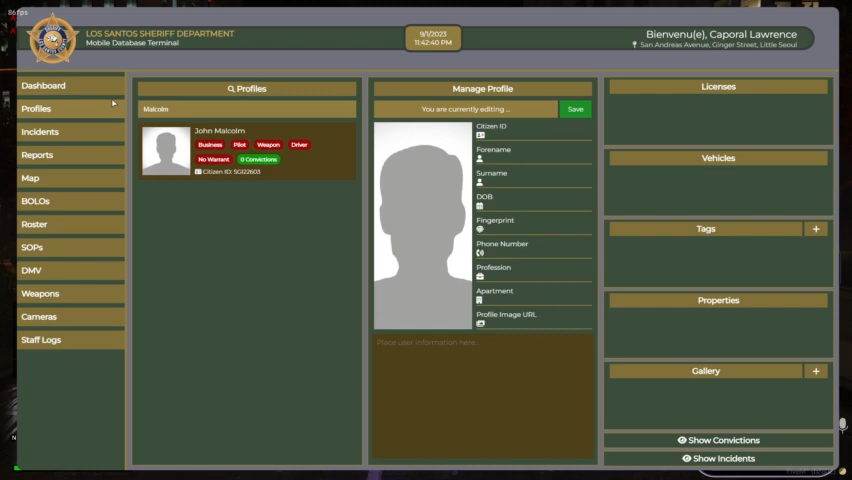 86fps
LOS SANTOS SHERIFF DEPARTMENT
Mobile Database Terminal
9/1/2023
11:42:40 PM
Bienvenu(e), Caporal Lawrence
San Andreas Avenue, Ginger Street, Little Seoul
Dashboard
Profiles
Incidents
Reports
Map
BOLOs
Roster
SOPs
DMV
Weapons
Cameras
Staff Logs
Profiles
Malcolm
John Malcolm
Business Pilot Weapon Driver
No Warrant 0 Convictions
Citizen ID: SGI22603
Manage Profile
You are currently editing ...
Save
Citizen ID
Forename
Surname
DOB
Fingerprint
Phone Number
Profession
Apartment
Profile Image URL
Place user information here...
Licenses
Vehicles
Tags +
Properties
Gallery +
Show Convictions
Show Incidents
N